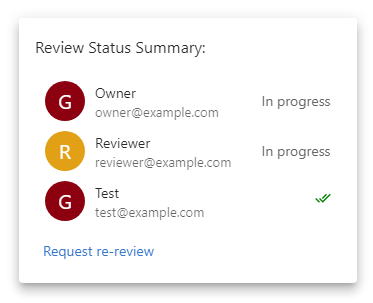 Review Status Summary:
G
Owner
owner@example.com
In progress
R
Reviewer
reviewer@example.com
In progress
G
Test
test@example.com
Request re-review